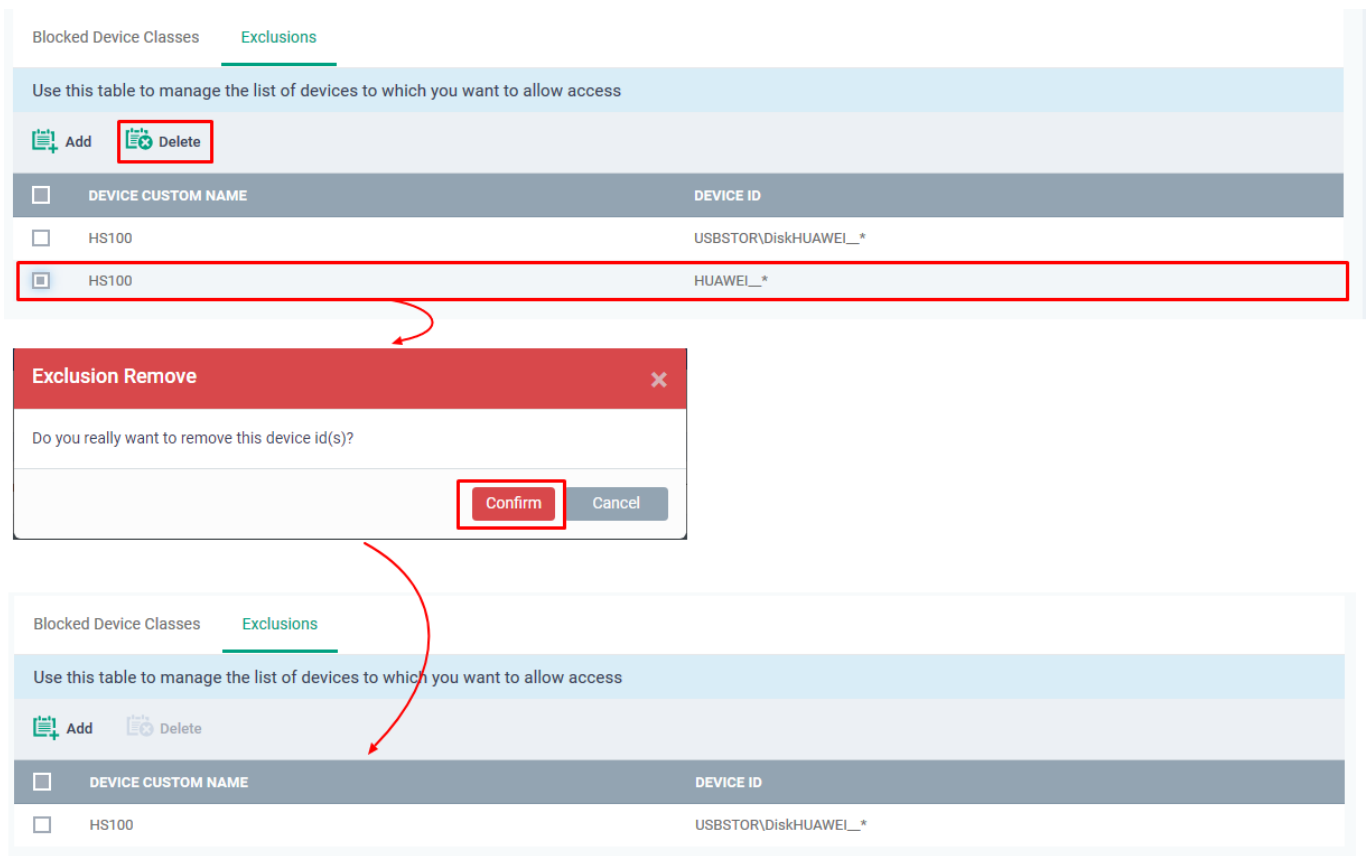 Blocked Device Classes Exclusions
Use this table to manage the list of devices to which you want to allow access
Add Delete
DEVICE CUSTOM NAME DEVICE ID
HS100 USBSTOR\DiskHUAWEI__*
HS100 HUAWEI__*
Exclusion Remove
Do you really want to remove this device id(s)?
Confirm Cancel
Blocked Device Classes Exclusions
Use this table to manage the list of devices to which you want to allow access
Add Delete
DEVICE CUSTOM NAME DEVICE ID
HS100 USBSTOR\DiskHUAWEI__*